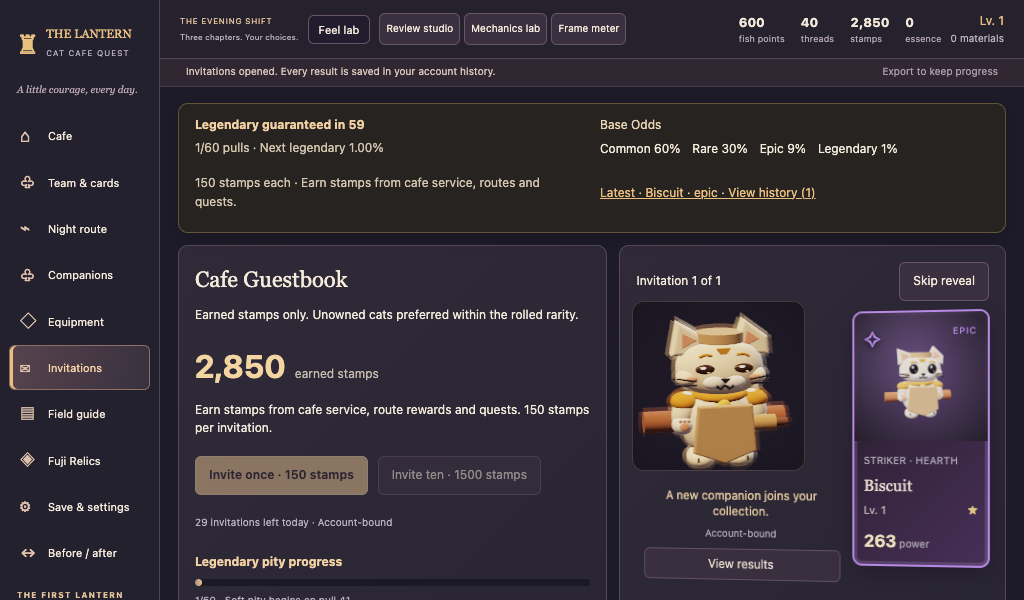 THE LANTERN
CAT CAFE QUEST
A little courage, every day.
Cafe
Team & cards
Night route
Companions
Equipment
Invitations
Field guide
Fuji Relics
Save & settings
Before / after
THE FIRST LANTERN
THE EVENING SHIFT
Three chapters. Your choices.
Feel lab
Review studio
Mechanics lab
Frame meter
600
fish points
40
threads
2,850
stamps
0
essence
Lv. 1
0 materials
Invitations opened. Every result is saved in your account history.
Export to keep progress
Legendary guaranteed in 59
1/60 pulls · Next legendary 1.00%
150 stamps each · Earn stamps from cafe service, routes and
quests.
Base Odds
Common 60% Rare 30% Epic 9% Legendary 1%
Latest · Biscuit · epic · View history (1)
Cafe Guestbook
Earned stamps only. Unowned cats preferred within the rolled rarity.
2,850 earned stamps
Earn stamps from cafe service, route rewards and quests. 150 stamps
per invitation.
Invite once · 150 stamps
Invite ten · 1500 stamps
29 invitations left today · Account-bound
Legendary pity progress
1/60 · Soft pity begins on pull 41
Invitation 1 of 1
Skip reveal
A new companion joins your
collection.
Account-bound
View results
EPIC
STRIKER · HEARTH
Biscuit
Lv. 1
263 power